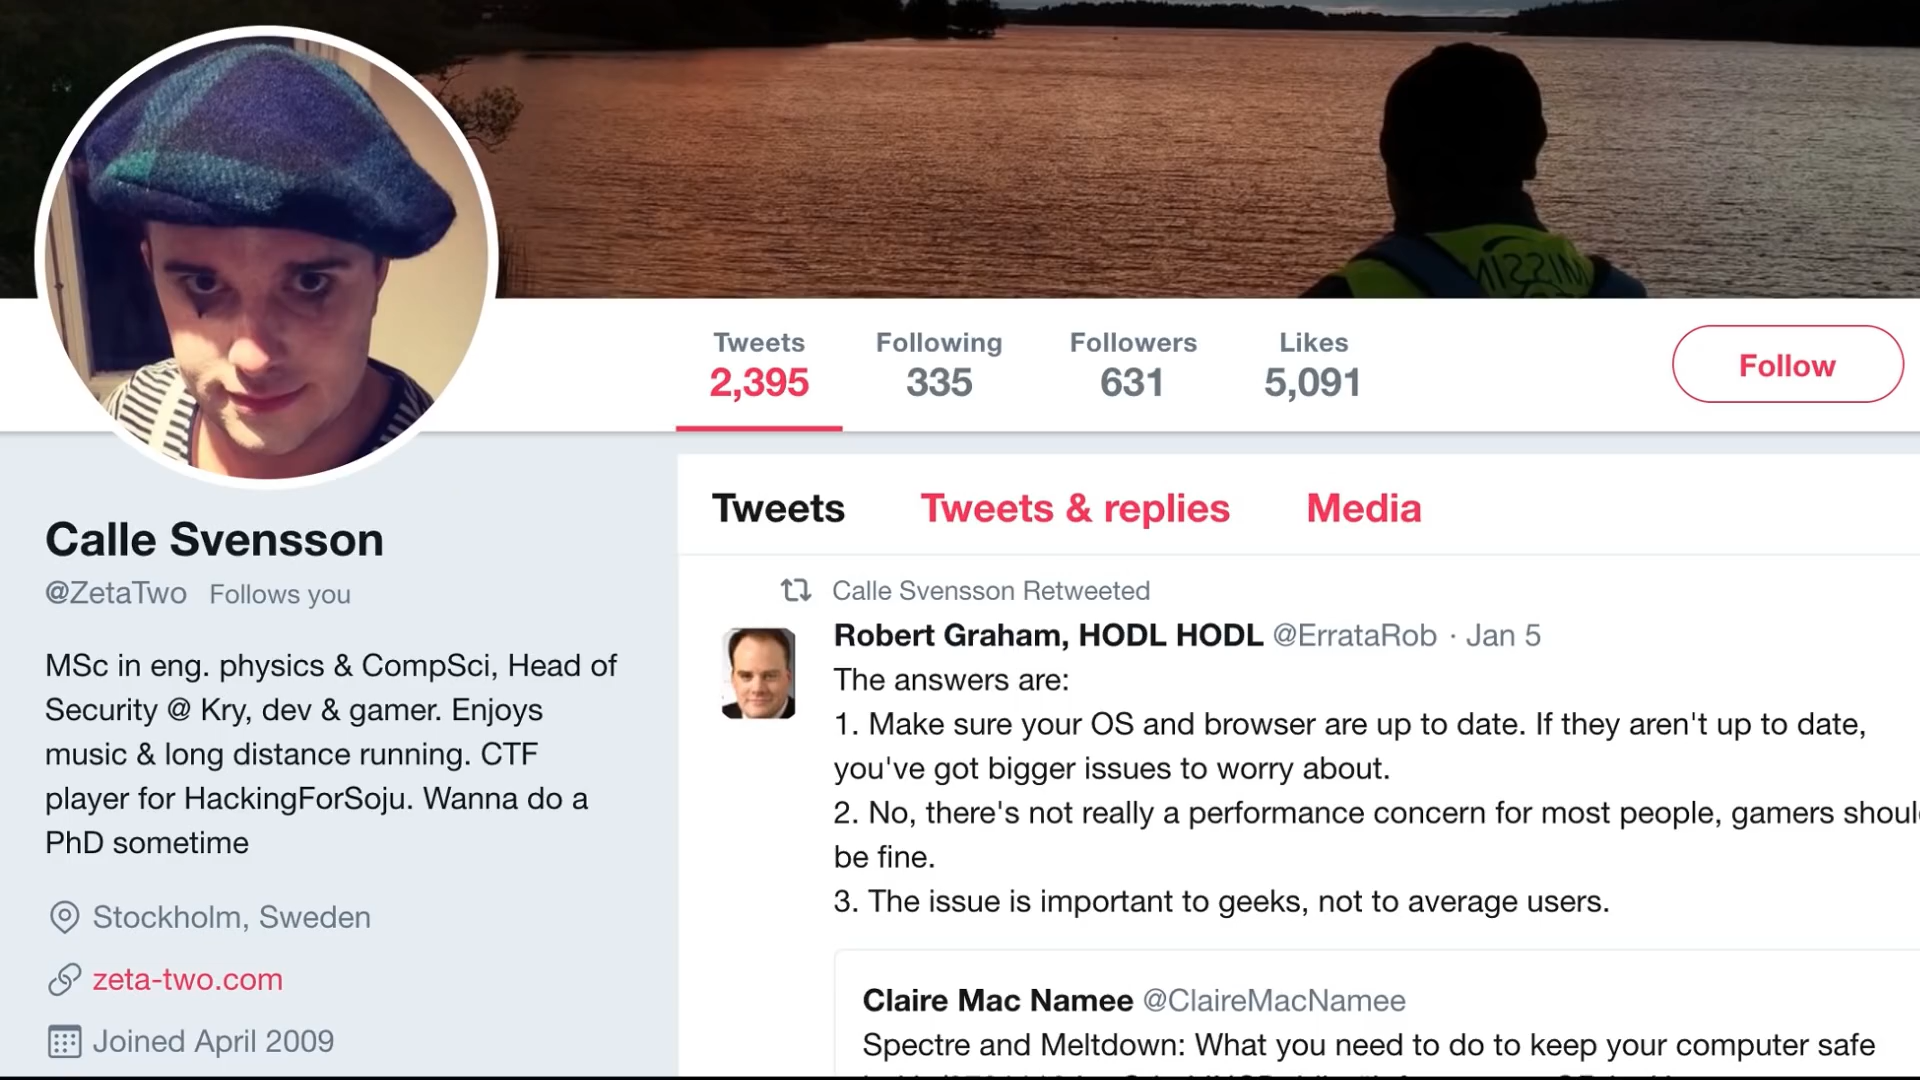 Tweets Following Followers Likes
2,395 335 631 5,091
Follow
Calle Svensson
@ZetaTwo Follows you
MSc in eng. physics & CompSci, Head of
Security @ Kry, dev & gamer. Enjoys
music & long distance running. CTF
player for HackingForSoju. Wanna do a
PhD sometime
Stockholm, Sweden
zeta-two.com
Joined April 2009
Tweets Tweets & replies Media
Calle Svensson Retweeted
Robert Graham, HODL HODL @ErrataRob · Jan 5
The answers are:
1. Make sure your OS and browser are up to date. If they aren't up to date,
you've got bigger issues to worry about.
2. No, there's not really a performance concern for most people, gamers shoul
be fine.
3. The issue is important to geeks, not to average users.
Claire Mac Namee @ClaireMacNamee
Spectre and Meltdown: What you need to do to keep your computer safe